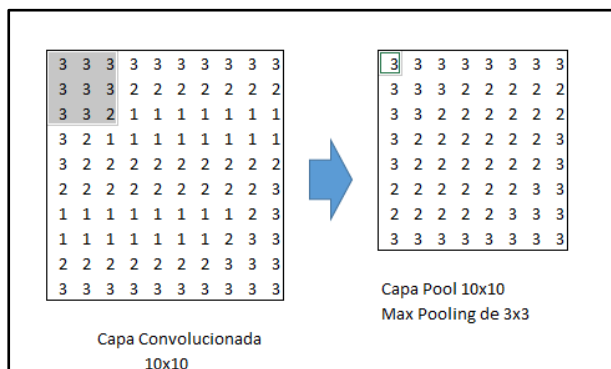 3 3 3 3 3 3 3 3 3 3
3 3 3 2 2 2 2 2 2 2
3 3 2 1 1 1 1 1 1 1
3 2 1 1 1 1 1 1 1 1
3 2 2 2 2 2 2 2 2 2
2 2 2 2 2 2 2 2 2 3
1 1 1 1 1 1 1 1 2 3
1 1 1 1 1 1 1 2 3 3
2 2 2 2 2 2 2 3 3 3
3 3 3 3 3 3 3 3 3 3
Capa Convolucionada
10x10
3 3 3 3 3 3 3 3
3 3 3 2 2 2 2 2
3 3 2 2 2 2 2 2
3 2 2 2 2 2 2 3
3 2 2 2 2 2 2 3
2 2 2 2 2 2 3 3
2 2 2 2 2 3 3 3
3 3 3 3 3 3 3 3
Capa Pool 10x10
Max Pooling de 3x3